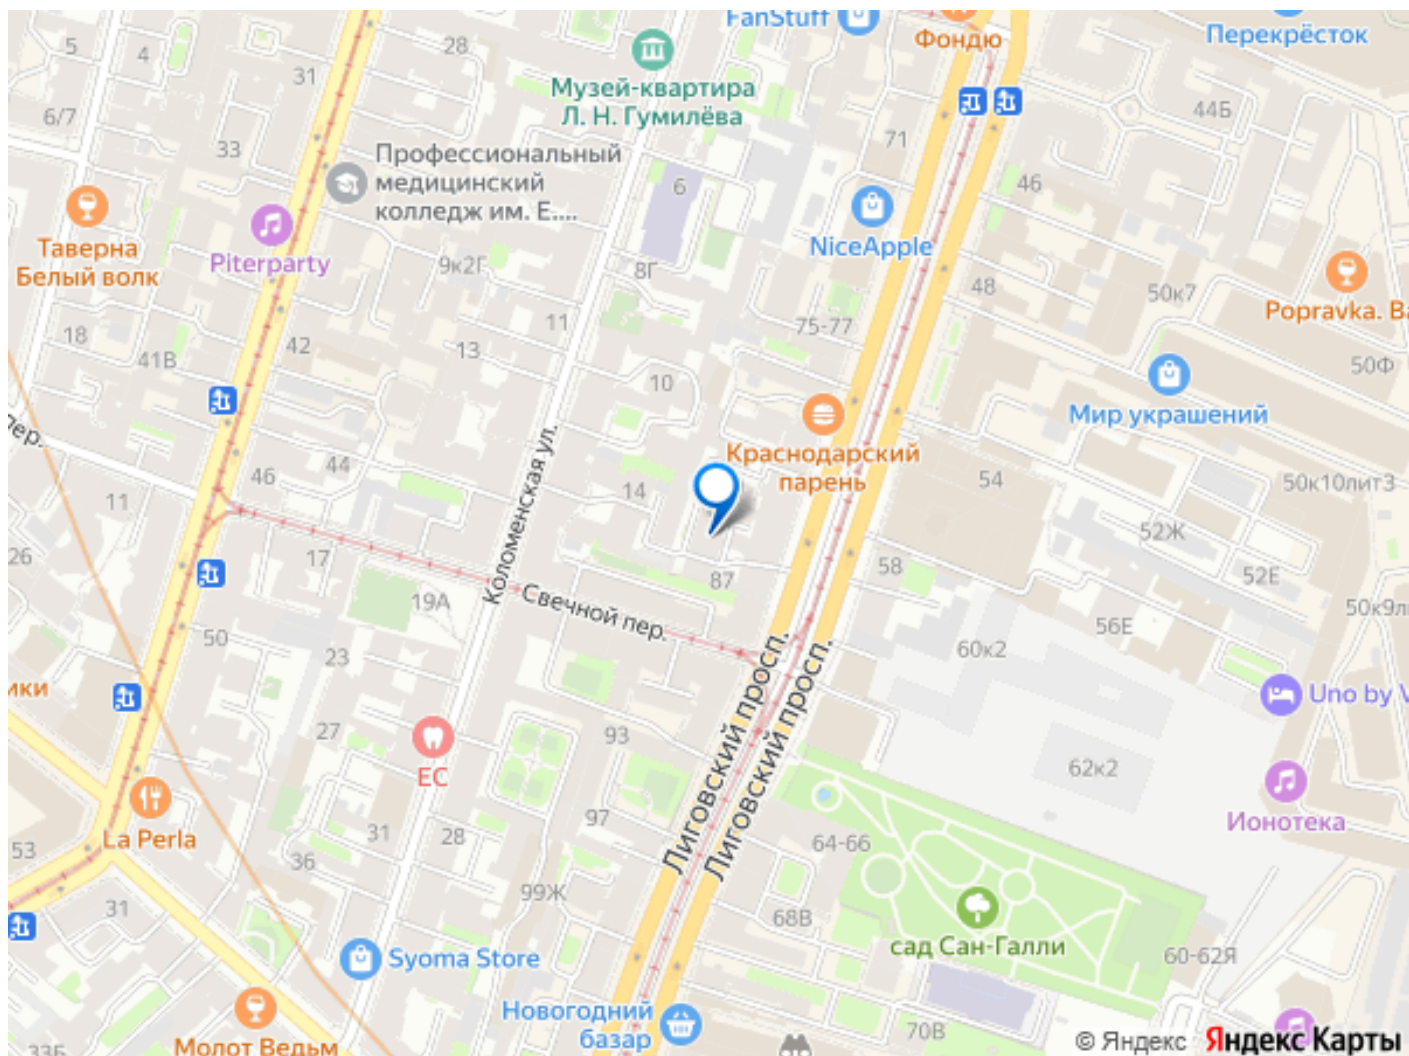 FanStuff
Фондю
Перекрёсток
5
4
28
31
Музей-квартира
Л. Н. Гумилёва
44Б
6/7
33
71
Профессиональный
медицинский
колледж им. Е....
6
46
NiceApple
Таверна
Белый волк
Piterparty
9к2Г
8Г
48
50к7
Popravka. Ba
18
41В
42
11
13
75-77
50Ф
10
Мир украшений
пер.
Краснодарский
парень
46
44
11
Коломенская ул.
14
54
50к10лит3
52Ж
26
17
87
58
52Е
19А
Свечной пер.
56Е
50к9л
50
23
60к2
ики
Лиговский просп.
Лиговский просп.
Uno by V
27
93
ЕС
62к2
La Perla
31
28
97
64-66
Ионотека
53
36
99Ж
31
68В
сад Сан-Галли
60-62Я
Syoma Store
Новогодний
базар
70В
33Б
Молот Ведьм
© Яндекс Яндекс Карты